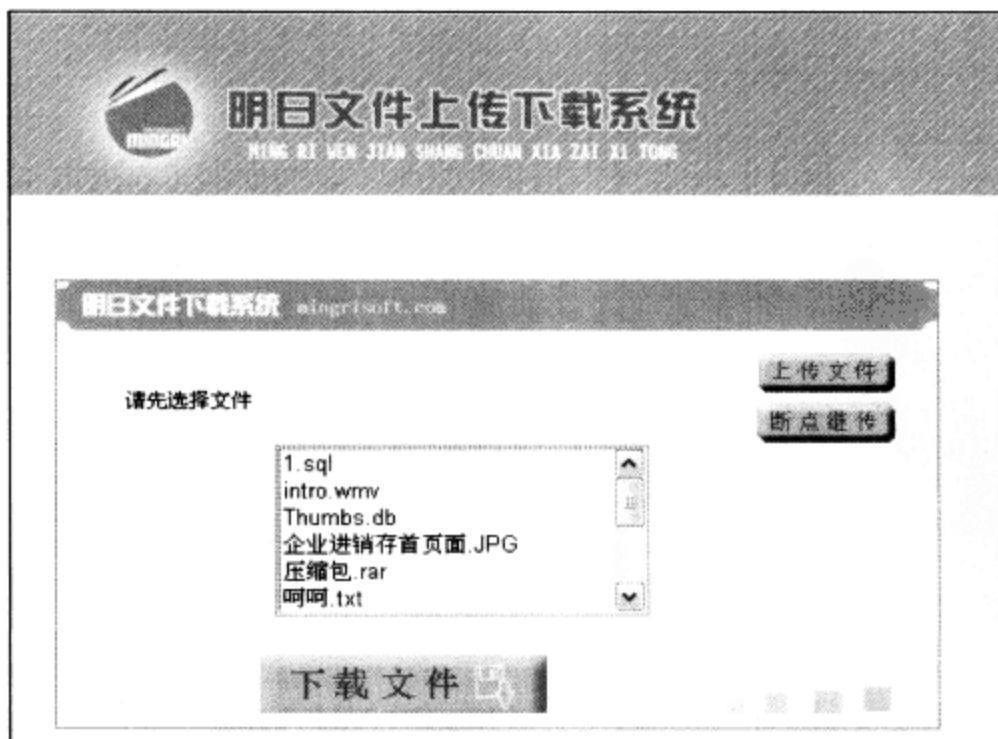 MINGRI
明日文件上传下载系统
MING RI WEN JIAN SHANG CHUAN XIA ZAI XI TONG
明日文件下载系统 mingrisoft.com
上传文件
请先选择文件
断点继传
1.sql
intro.wmv
Thumbs.db
企业进销存首页面.JPG
压缩包.rar
呵呵.txt
下载文件